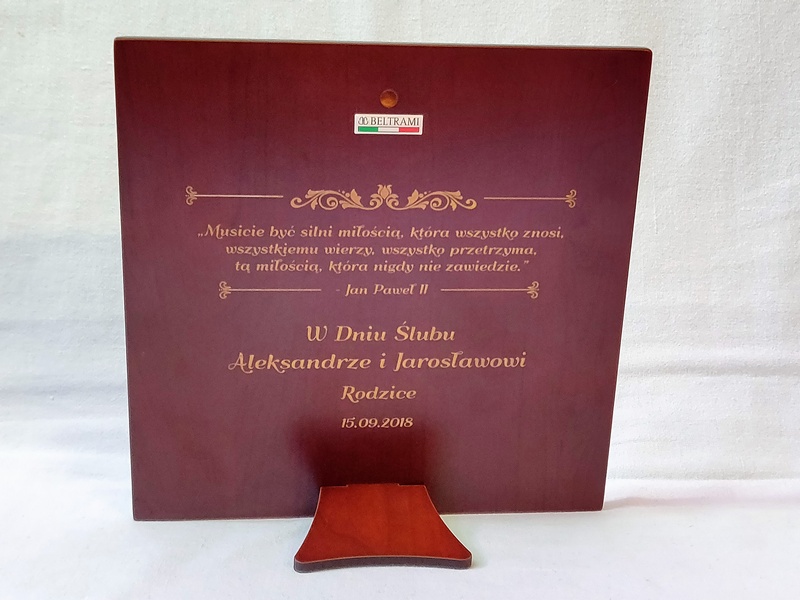 BELTRAMI
„Musicie być silni miłością, która wszystko znosi,
wszystkiemu wierzy, wszystko przetrzyma,
tą miłością, która nigdy nie zawiedzie.”
- Jan Paweł II
W Dniu Ślubu
Aleksandrze i Jarosławowi
Rodzice
15.09.2018